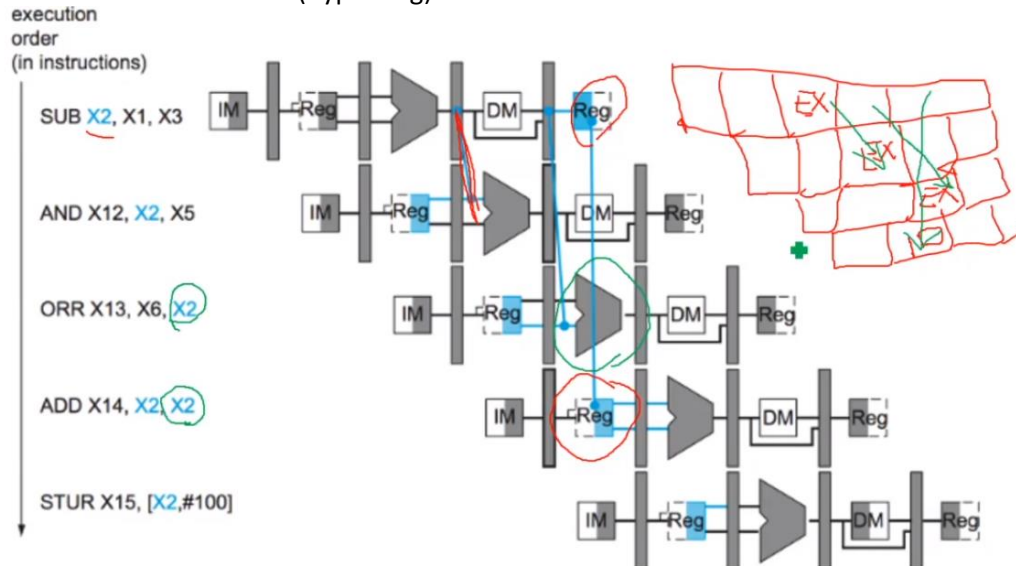 execution
order
(in instructions)
SUB X2, X1, X3
IM
Reg
DM
Reg
EX
EX
EX
AND X12, X2, X5
IM
Reg
DM
Reg
ORR X13, X6, X2
IM
Reg
DM
Reg
ADD X14, X2, X2
IM
Reg
DM
Reg
STUR X15, [X2,#100]
IM
Reg
DM
Reg